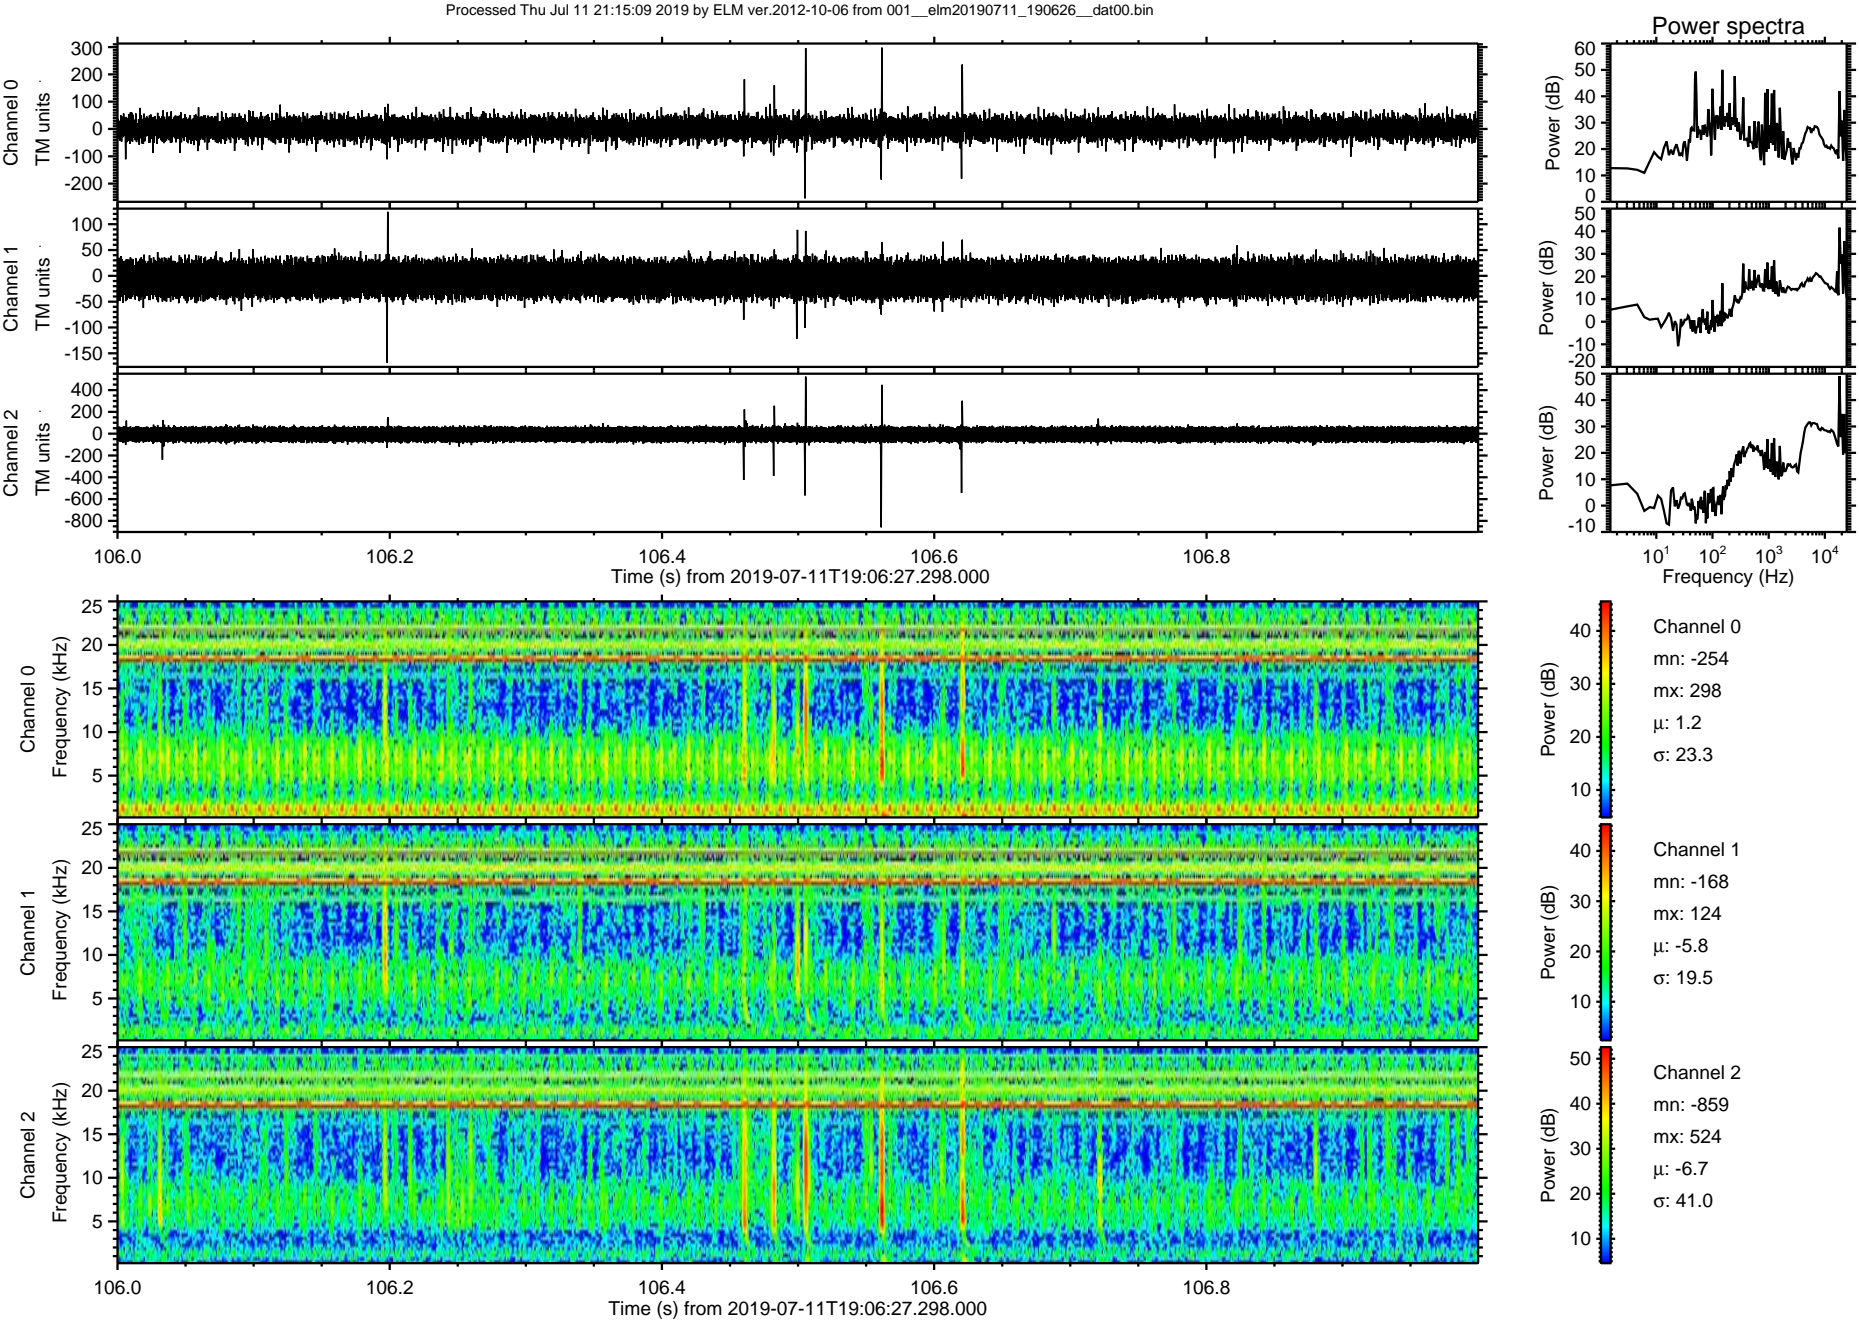 Processed Thu Jul 11 21:15:09 2019 by ELM ver.2012-10-06 from 001__elm20190711_190626__dat00.bin
Power spectra
Channel 0
TM units
300
200
100
0
-100
-200
Power (dB)
60
50
40
30
20
10
0
Channel 1
TM units
100
50
0
-50
-100
-150
Power (dB)
50
40
30
20
10
0
-10
-20
Channel 2
TM units
400
200
0
-200
-400
-600
-800
Power (dB)
50
40
30
20
10
0
-10
106.0 106.2 106.4 106.6 106.8
Time (s) from 2019-07-11T19:06:27.298.000
10¹ 10² 10³ 10⁴
Frequency (Hz)
Channel 0
Frequency (kHz)
25
20
15
10
5
Power (dB)
40
30
20
10
Channel 0
mn: -254
mx: 298
μ: 1.2
σ: 23.3
Channel 1
Frequency (kHz)
25
20
15
10
5
Power (dB)
40
30
20
10
Channel 1
mn: -168
mx: 124
μ: -5.8
σ: 19.5
Channel 2
Frequency (kHz)
25
20
15
10
5
Power (dB)
50
40
30
20
10
Channel 2
mn: -859
mx: 524
μ: -6.7
σ: 41.0
106.0 106.2 106.4 106.6 106.8
Time (s) from 2019-07-11T19:06:27.298.000